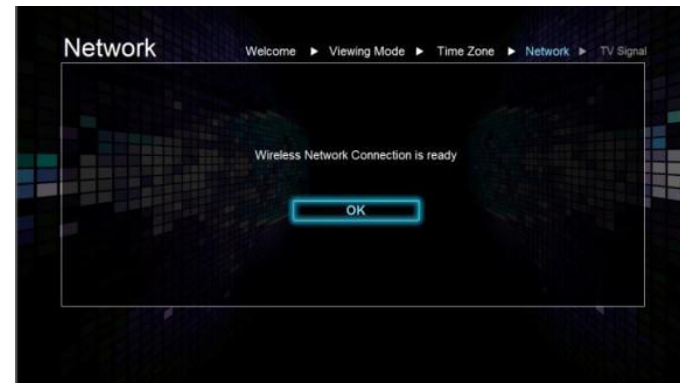 Network
Welcome ► Viewing Mode ► Time Zone ► Network ► TV Signal
Wireless Network Connection is ready
OK